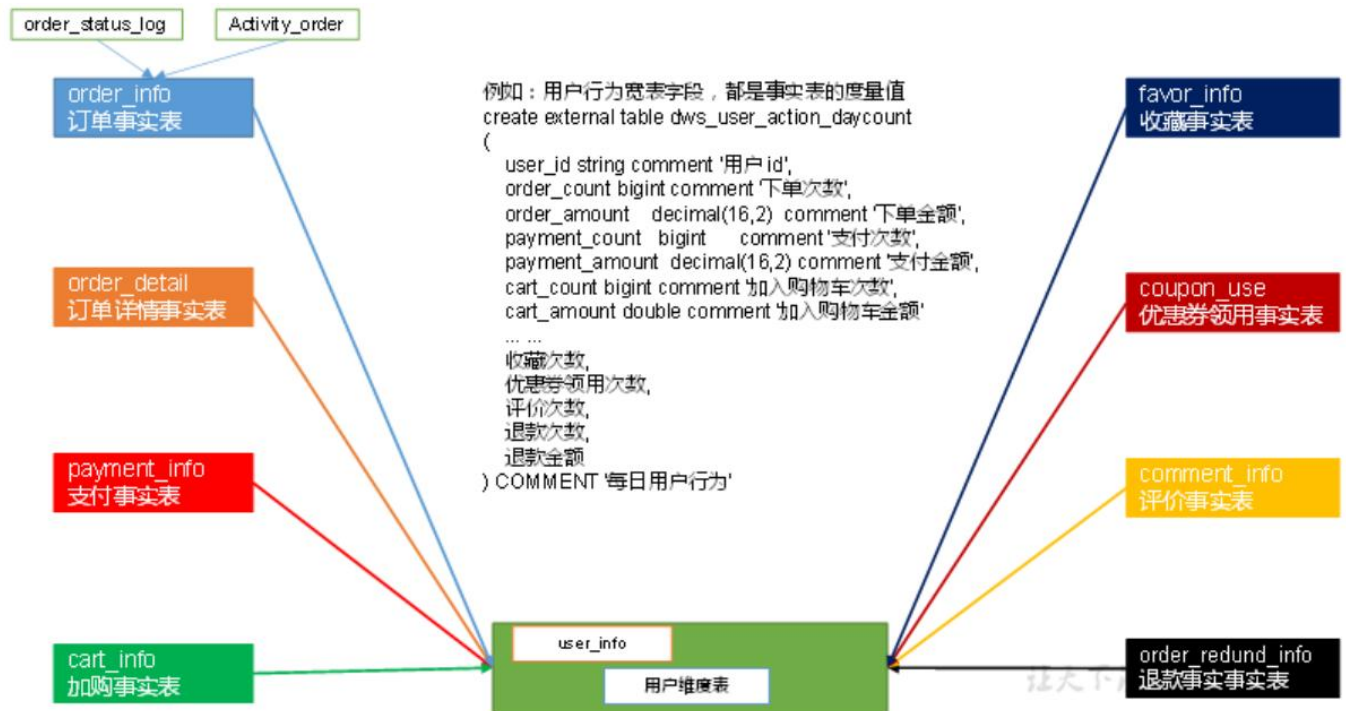 order_status_log
Activity_order
order_info
订单事实表
order_detail
订单详情事实表
payment_info
支付事实表
cart_info
加购事实表
例如：用户行为宽表字段，都是事实表的度量值
create external table dws_user_action_daycount
(
user_id string comment '用户id',
order_count bigint comment '下单次数',
order_amount decimal(16,2) comment '下单金额',
payment_count bigint comment '支付次数',
payment_amount decimal(16,2) comment '支付金额',
cart_count bigint comment '加入购物车次数',
cart_amount double comment '加入购物车金额'
... ...
收藏次数,
优惠券领用次数,
评价次数,
退款次数,
退款金额
) COMMENT '每日用户行为'
user_info
用户维度表
favor_info
收藏事实表
coupon_use
优惠券领用事实表
comment_info
评价事实表
order_redund_info
退款事实事实表
让天下